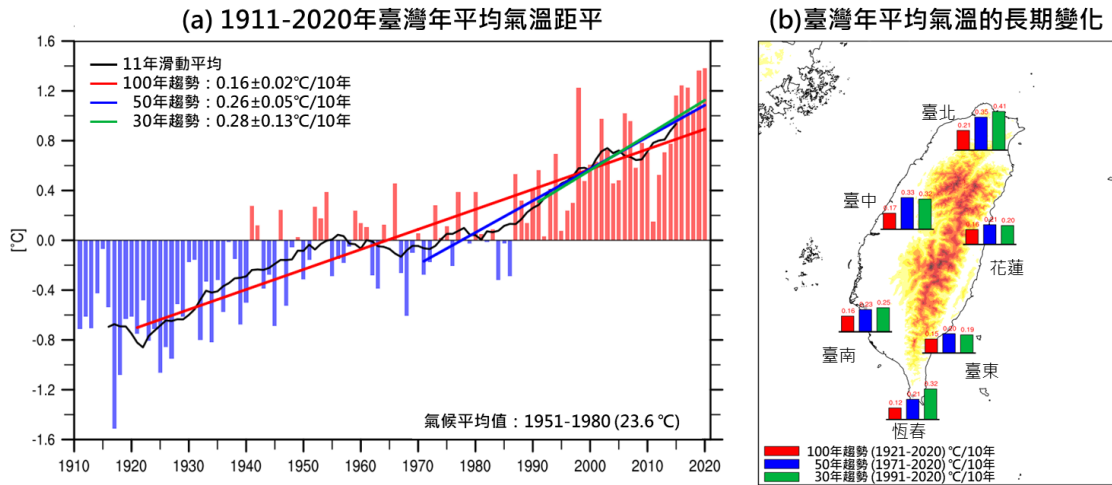 (a) 1911-2020年臺灣年平均氣溫距平
1.6
1.2
0.8
0.4
0.0
-0.4
-0.8
-1.2
-1.6
[℃]
11年滑動平均
100年趨勢：0.16±0.02℃/10年
50年趨勢：0.26±0.05℃/10年
30年趨勢：0.28±0.13℃/10年
氣候平均值：1951-1980 (23.6 ℃)
1910 1920 1930 1940 1950 1960 1970 1980 1990 2000 2010 2020
(b)臺灣年平均氣溫的長期變化
臺北
0.21 0.35 0.41
臺中
0.17 0.33 0.32
花蓮
0.16 0.21 0.20
臺南
0.16 0.23 0.25
臺東
0.15 0.20 0.19
恆春
0.12 0.21 0.32
100年趨勢 (1921-2020) ℃/10年
50年趨勢 (1971-2020) ℃/10年
30年趨勢 (1991-2020) ℃/10年